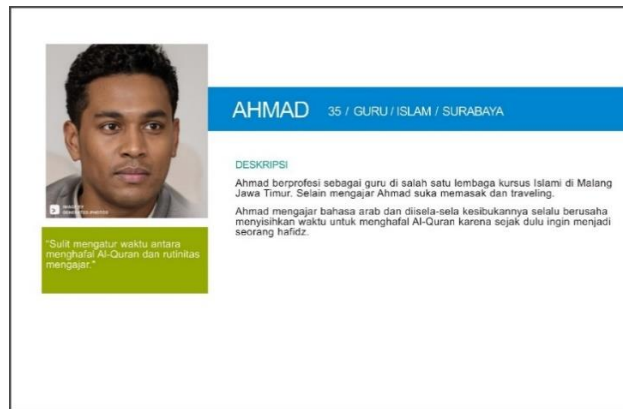 AHMAD 35 / GURU / ISLAM / SURABAYA
DESKRIPSI
Ahmad berprofesi sebagai guru di salah satu lembaga kursus Islami di Malang
Jawa Timur. Selain mengajar Ahmad suka memasak dan traveling.
Ahmad mengajar bahasa arab dan disela-sela kesibukannya selalu berusaha
menyisihkan waktu untuk menghafal Al-Quran karena sejak dulu ingin menjadi
seorang hafidz.
"Sulit mengatur waktu antara
menghafal Al-Quran dan rutinitas
mengajar."